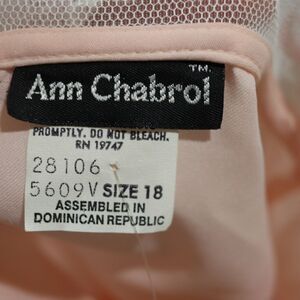 TM.
Ann Chabrol
PROMPTLY. DO NOT BLEACH.
RN 19747
28106
5609V SIZE 18
ASSEMBLED IN
DOMINICAN REPUBLIC